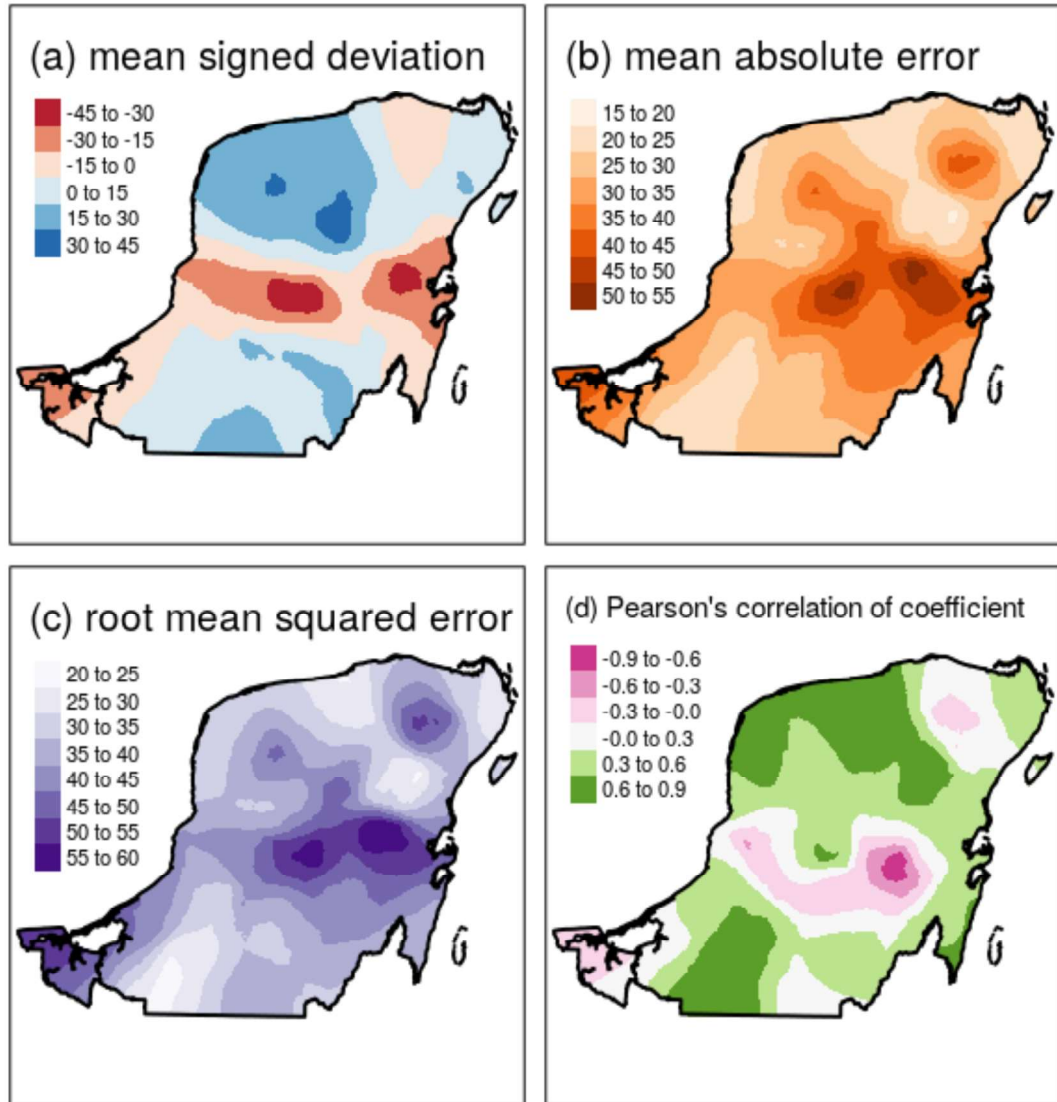 (a) mean signed deviation
-45 to -30
-30 to -15
-15 to 0
0 to 15
15 to 30
30 to 45
(b) mean absolute error
15 to 20
20 to 25
25 to 30
30 to 35
35 to 40
40 to 45
45 to 50
50 to 55
(c) root mean squared error
20 to 25
25 to 30
30 to 35
35 to 40
40 to 45
45 to 50
50 to 55
55 to 60
(d) Pearson's correlation of coefficient
-0.9 to -0.6
-0.6 to -0.3
-0.3 to -0.0
-0.0 to 0.3
0.3 to 0.6
0.6 to 0.9